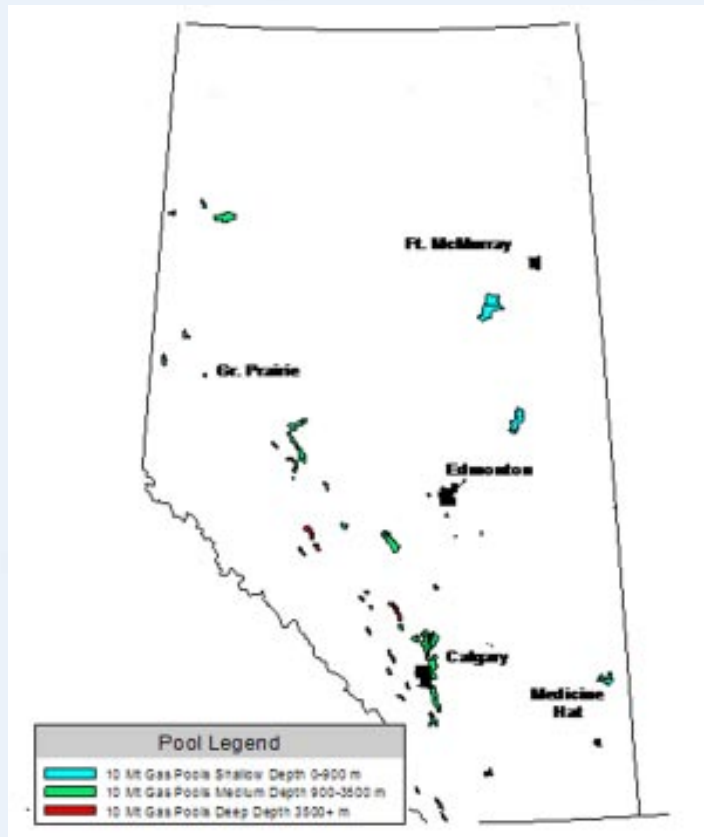 Ft. McMurray
Gr. Prairie
Edmonton
Calgary
Medicine
Hat
Pool Legend
10 Mt Gas Pools Shallow Depth 0-900 m
10 Mt Gas Pools Medium Depth 900-3500 m
10 Mt Gas Pools Deep Depth 3500+ m